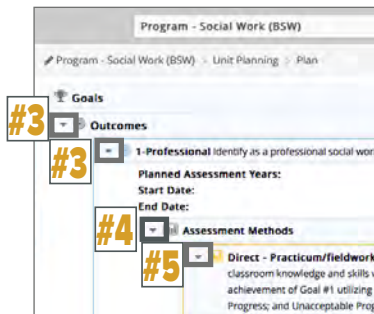 Program - Social Work (BSW)
Program - Social Work (BSW) > Unit Planning > Plan
Goals
#3 Outcomes
#3 1-Professional Identify as a professional social wor
Planned Assessment Years:
Start Date:
End Date:
#4 Assessment Methods
#5 Direct - Practicum/fieldwork
classroom knowledge and skills
achievement of Goal #1 utilizing
Progress; and Unacceptable Prog